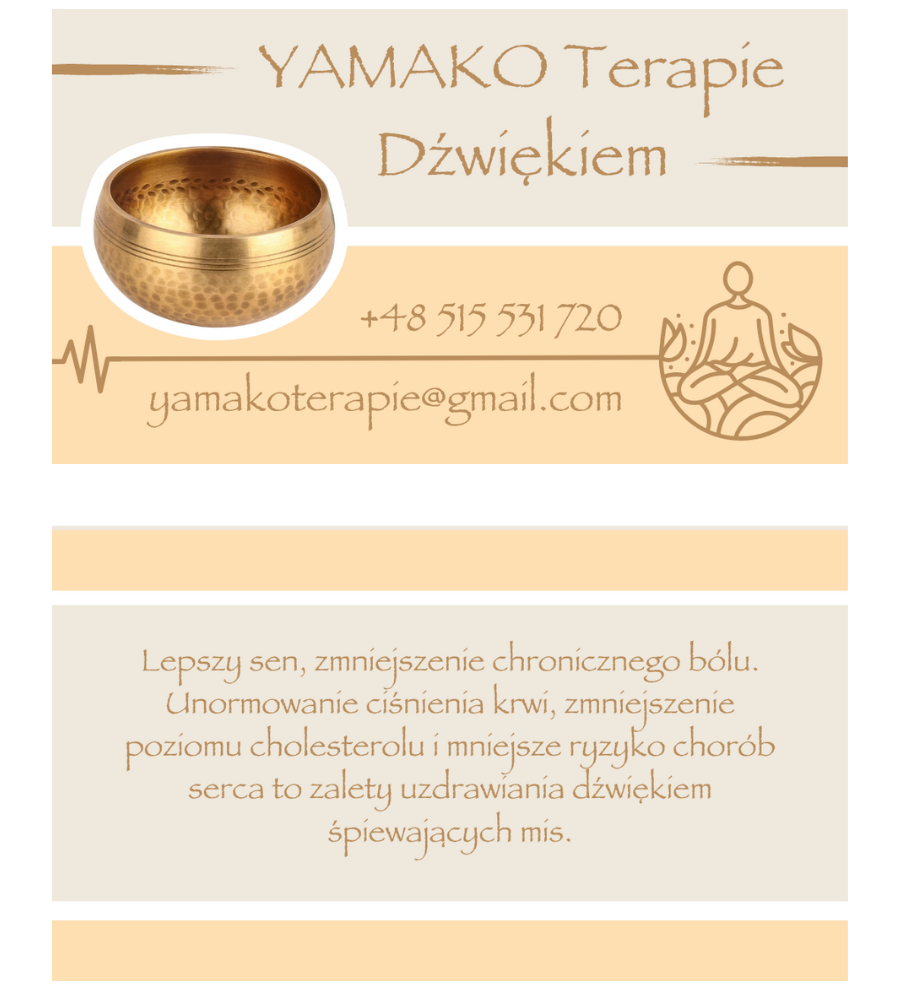 YAMAKO Terapie
Dźwiękiem
+48 515 531 720
yamakoterapie@gmail.com
Lepszy sen, zmniejszenie chronicznego bólu.
Unormowanie ciśnienia krwi, zmniejszenie
poziomu cholesterolu i mniejsze ryzyko chorób
serca to zalety uzdrawiania dźwiękiem
śpiewających mis.